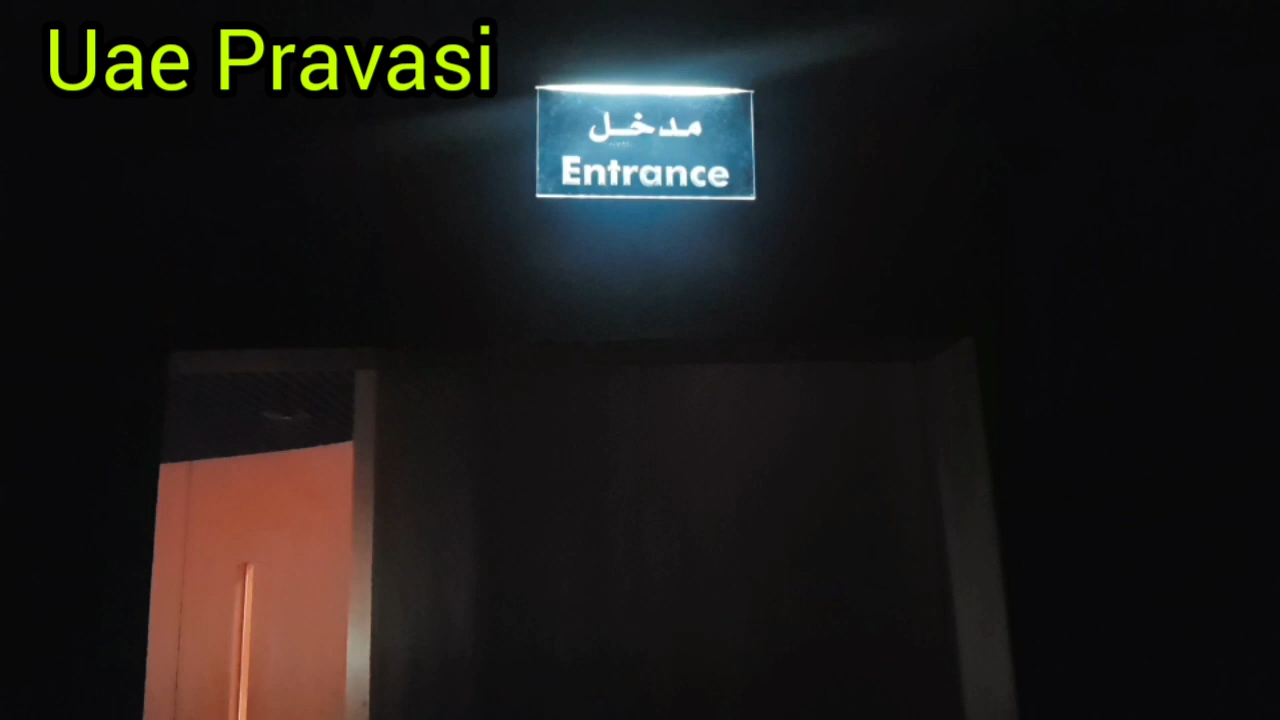 Uae Pravasi
مدخل
Entrance